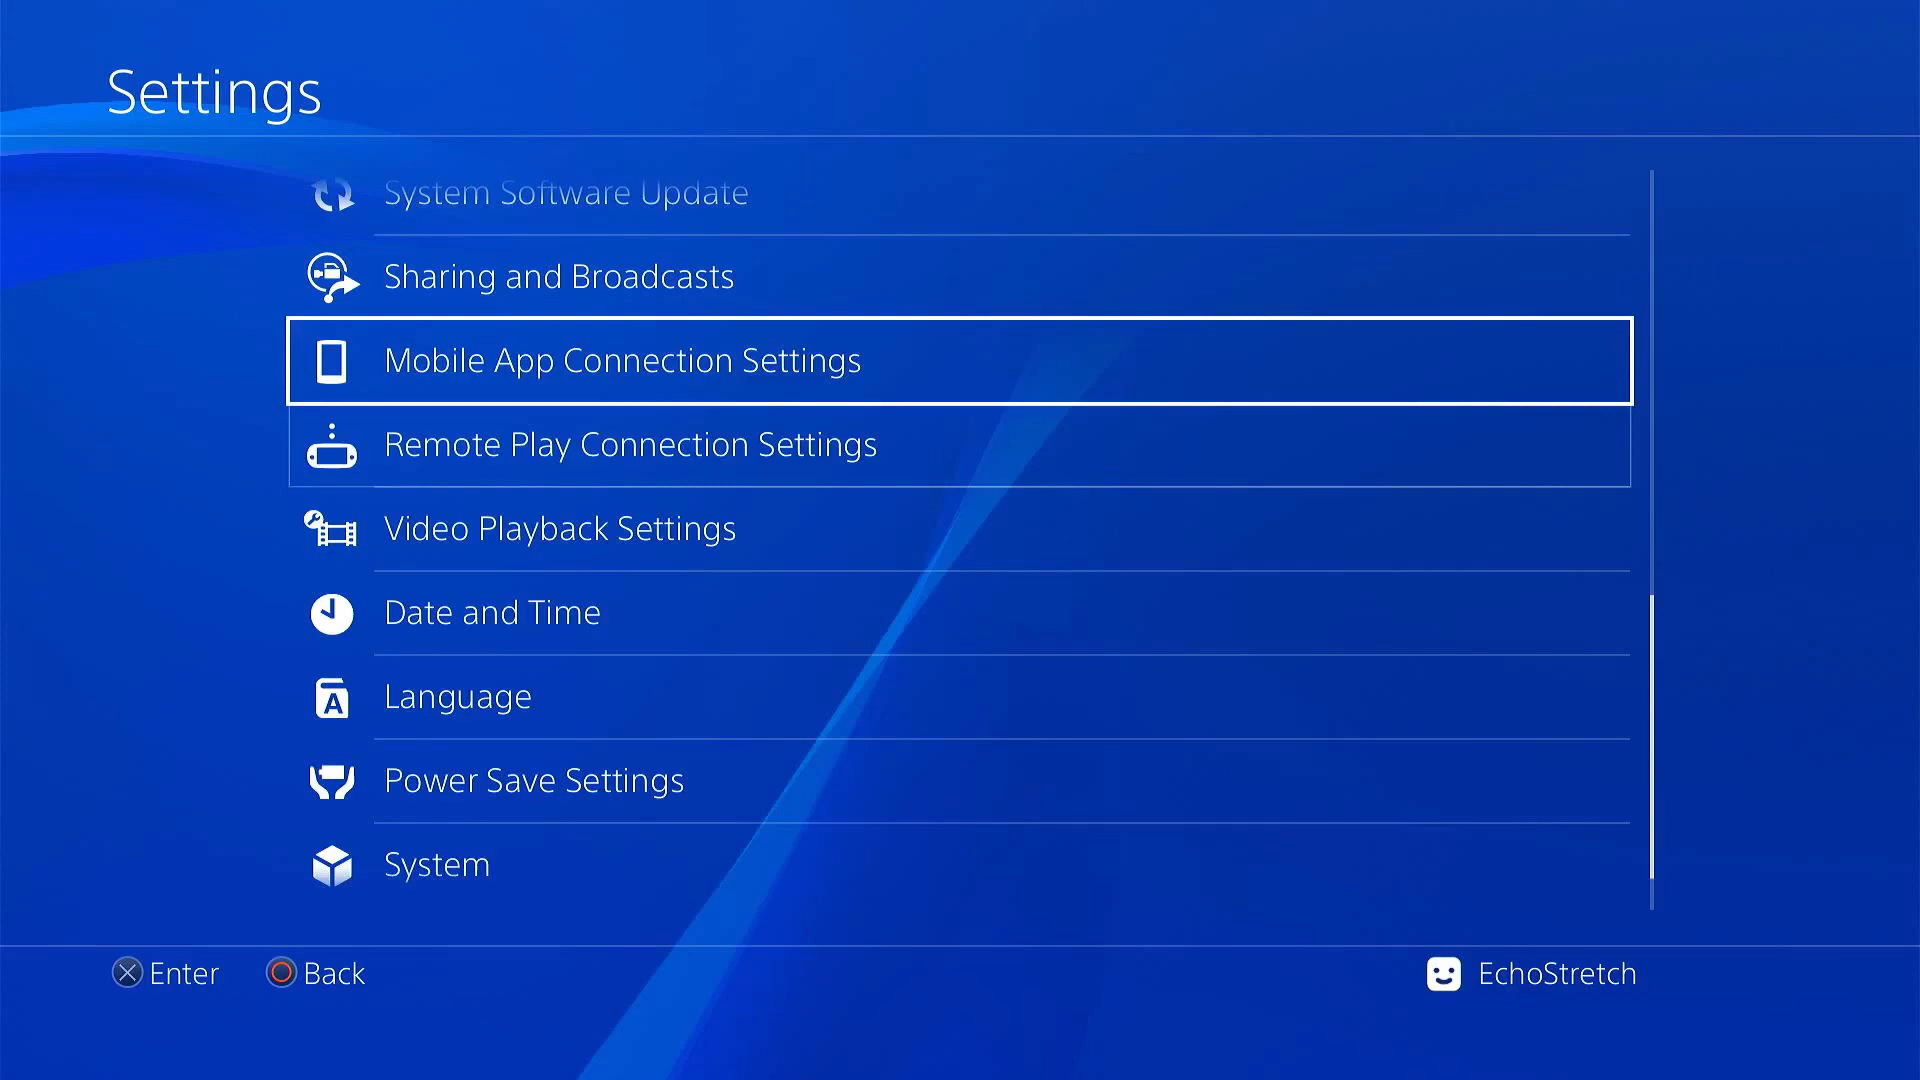 Settings
System Software Update
Sharing and Broadcasts
Mobile App Connection Settings
Remote Play Connection Settings
Video Playback Settings
Date and Time
A Language
Power Save Settings
System
Enter Back EchoStretch